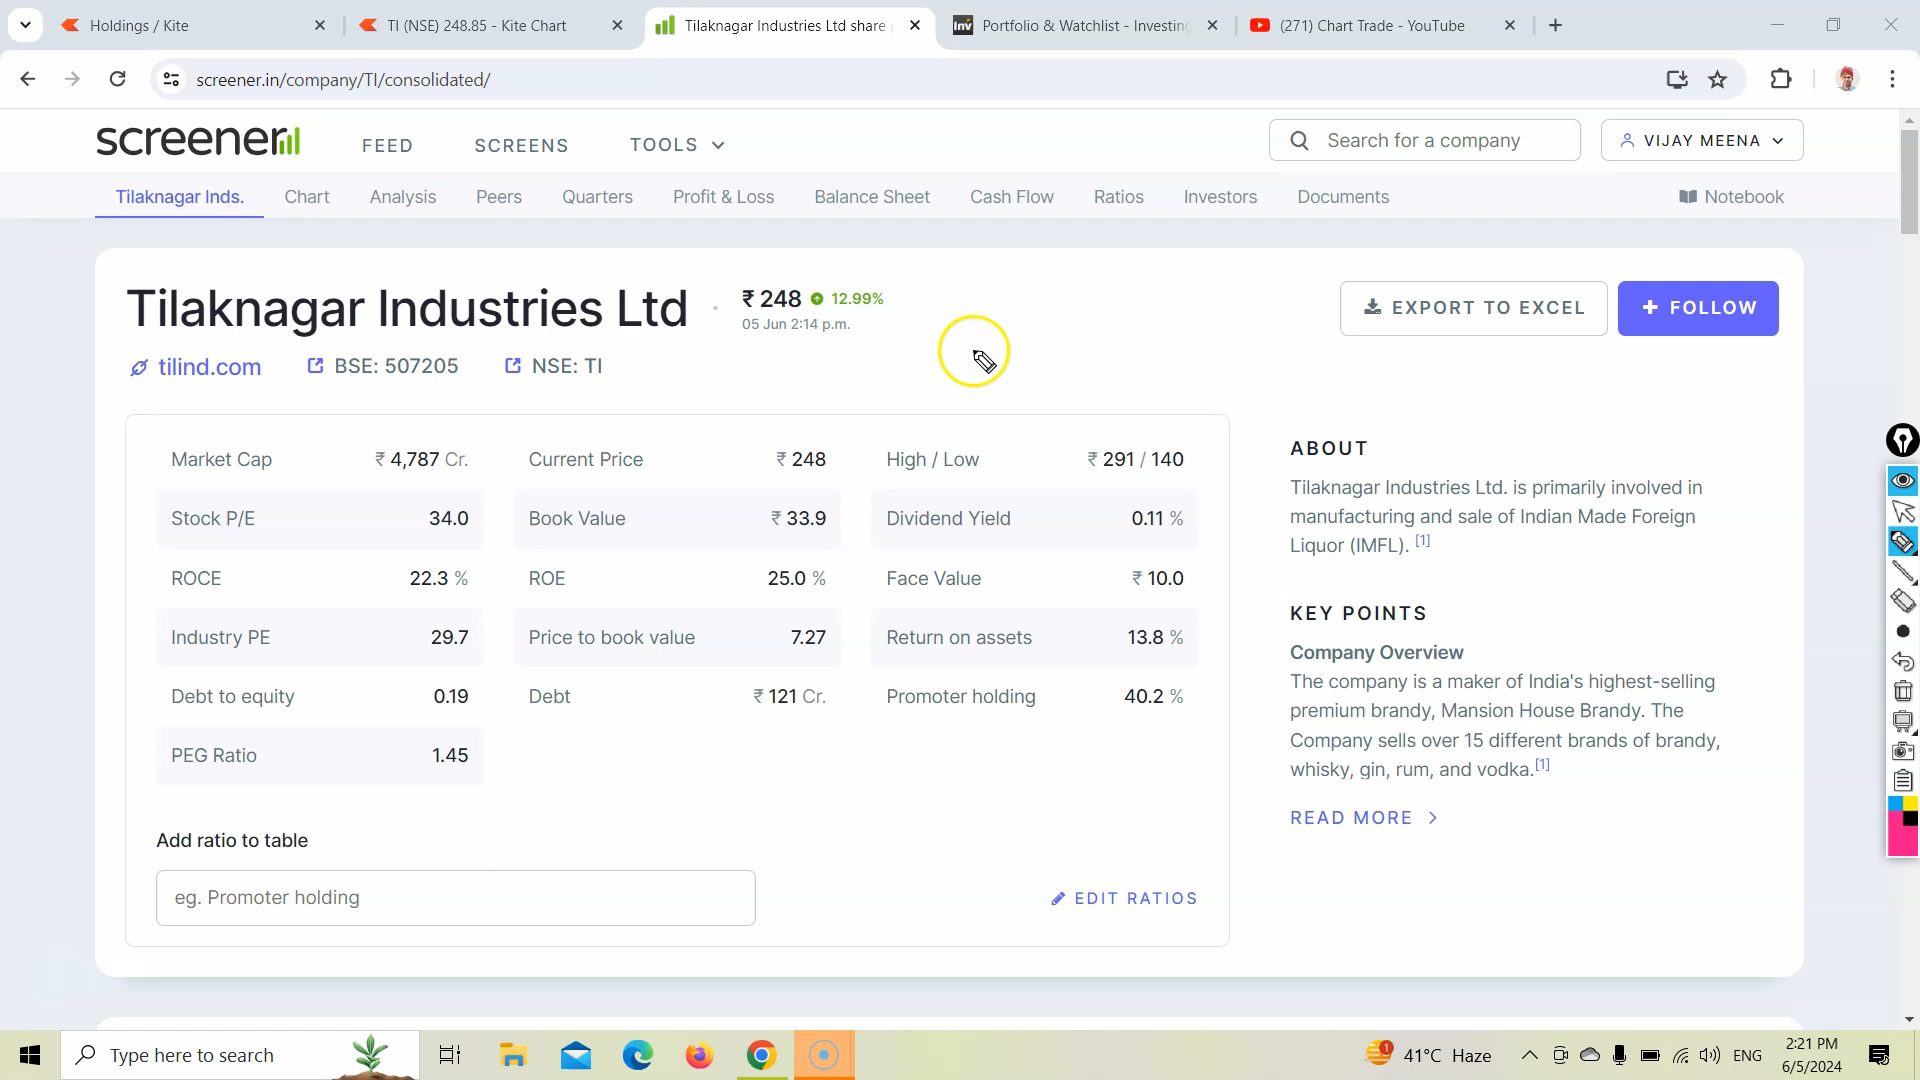 Holdings / Kite
TI (NSE) 248.85 - Kite Chart
Tilaknagar Industries Ltd share
Portfolio & Watchlist - Investing
(271) Chart Trade - YouTube
screener.in/company/TI/consolidated/
screener
FEED
SCREENS
TOOLS
Search for a company
VIJAY MEENA
Tilaknagar Inds.
Chart
Analysis
Peers
Quarters
Profit & Loss
Balance Sheet
Cash Flow
Ratios
Investors
Documents
Notebook
Tilaknagar Industries Ltd
₹ 248 12.99%
05 Jun 2:14 p.m.
EXPORT TO EXCEL
+ FOLLOW
tilind.com
BSE: 507205
NSE: TI
Market Cap ₹ 4,787 Cr.
Current Price ₹ 248
High / Low ₹ 291 / 140
Stock P/E 34.0
Book Value ₹ 33.9
Dividend Yield 0.11 %
ROCE 22.3 %
ROE 25.0 %
Face Value ₹ 10.0
Industry PE 29.7
Price to book value 7.27
Return on assets 13.8 %
Debt to equity 0.19
Debt ₹ 121 Cr.
Promoter holding 40.2 %
PEG Ratio 1.45
Add ratio to table
eg. Promoter holding
EDIT RATIOS
ABOUT
Tilaknagar Industries Ltd. is primarily involved in
manufacturing and sale of Indian Made Foreign
Liquor (IMFL). [1]
KEY POINTS
Company Overview
The company is a maker of India's highest-selling
premium brandy, Mansion House Brandy. The
Company sells over 15 different brands of brandy,
whisky, gin, rum, and vodka.[1]
READ MORE
Type here to search
1
41°C Haze
ENG
2:21 PM
6/5/2024